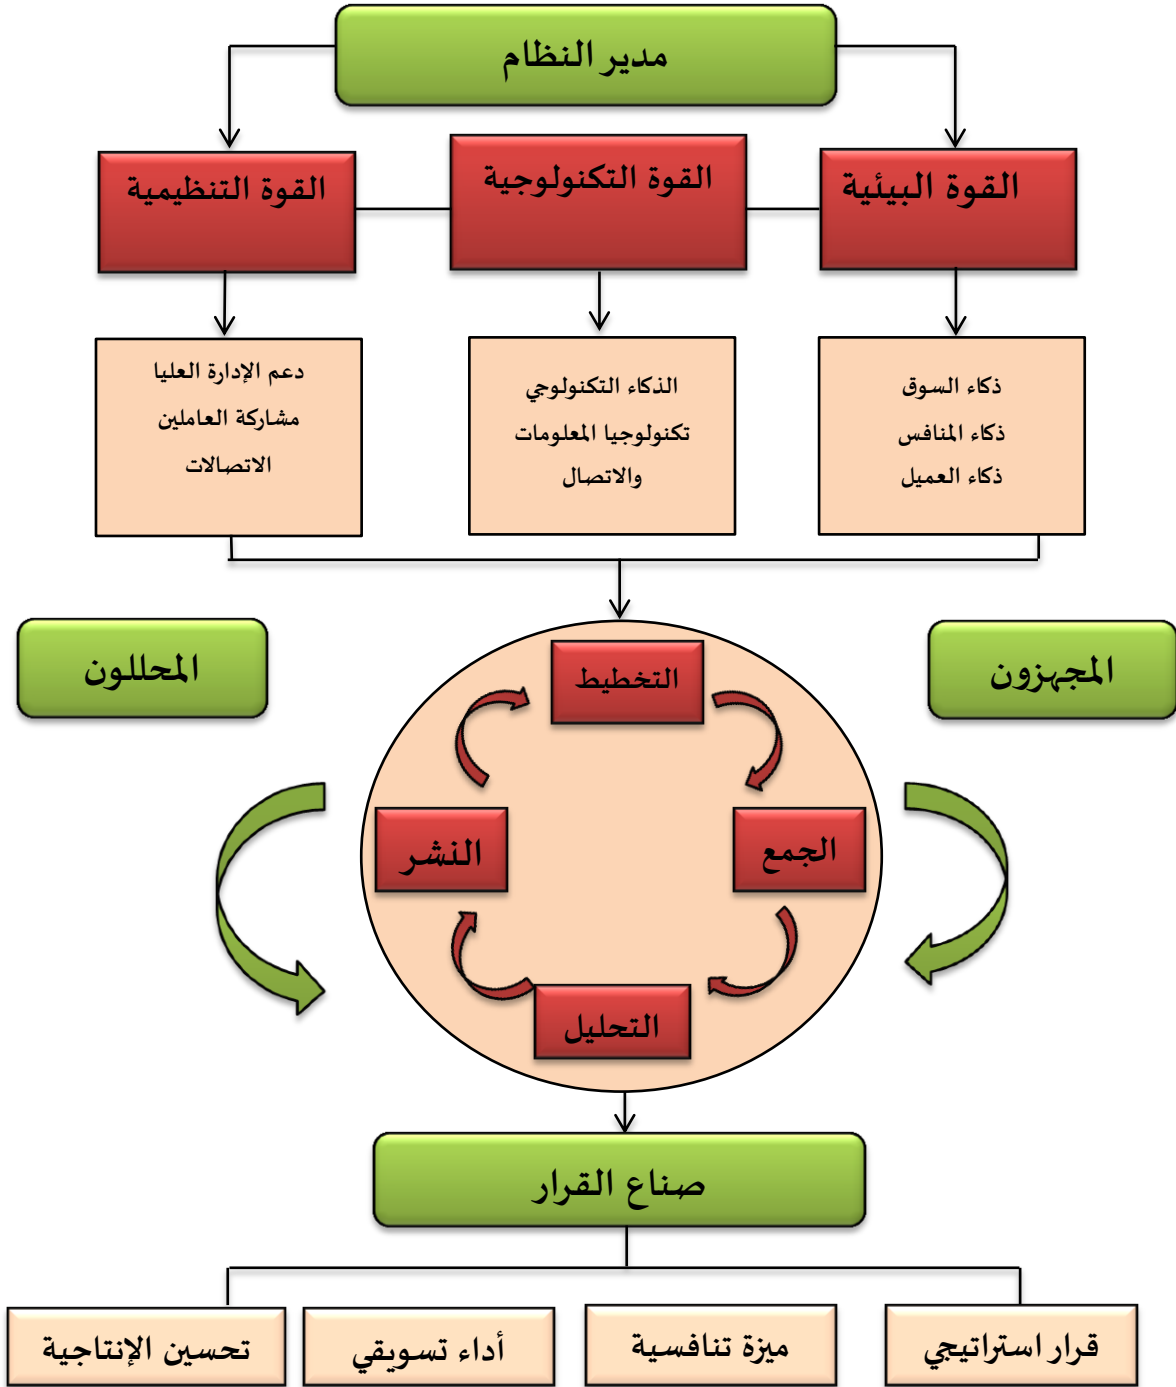 مدير النظام
القوة البيئية
القوة التكنولوجية
القوة التنظيمية
ذكاء السوق
ذكاء المنافس
ذكاء العميل
الذكاء التكنولوجي
تكنولوجيا المعلومات
والاتصال
دعم الإدارة العليا
مشاركة العاملين
الاتصالات
المجهزون
المحللون
التخطيط
الجمع
التحليل
النشر
صناع القرار
قرار استراتيجي
ميزة تنافسية
أداء تسويقي
تحسين الإنتاجية